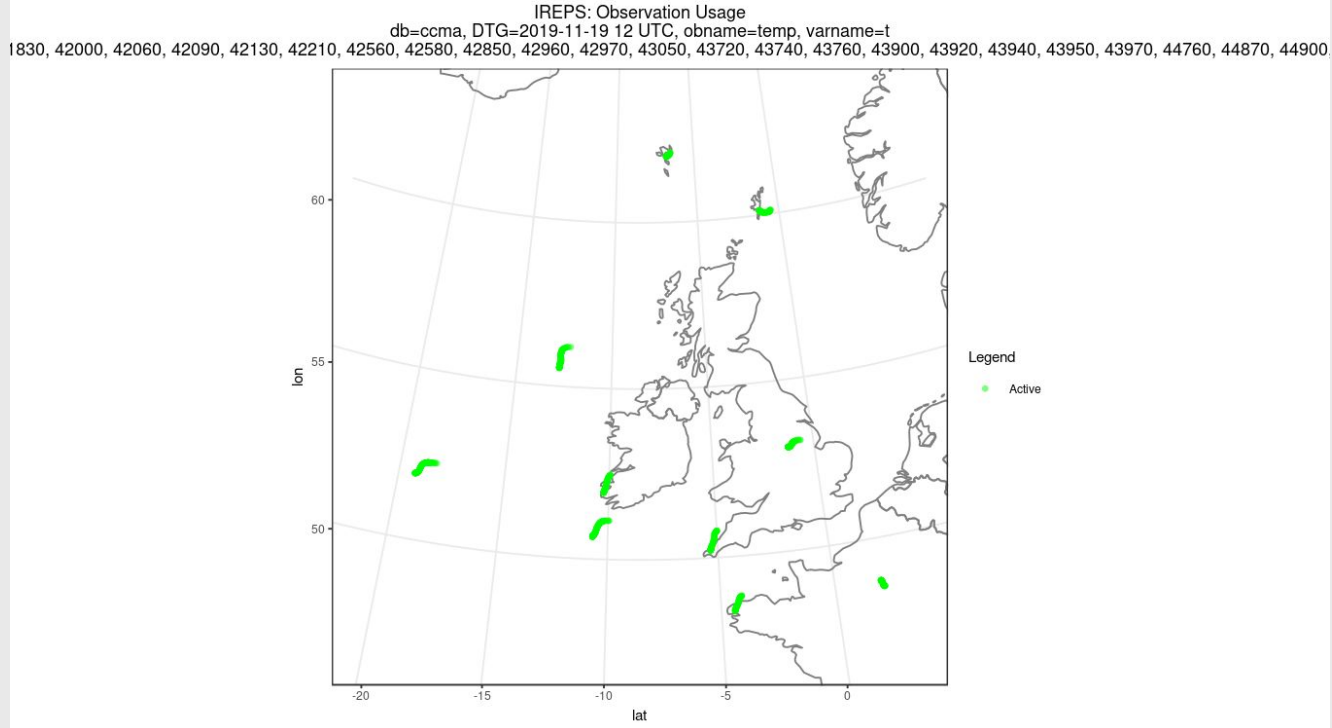 IREPS: Observation Usage
db=ccma, DTG=2019-11-19 12 UTC, obname=temp, varname=t
1830, 42000, 42060, 42090, 42130, 42210, 42560, 42580, 42850, 42960, 42970, 43050, 43720, 43740, 43760, 43900, 43920, 43940, 43950, 43970, 44760, 44870, 44900,
60
55
50
lon
-20 -15 -10 -5 0
lat
Legend
Active